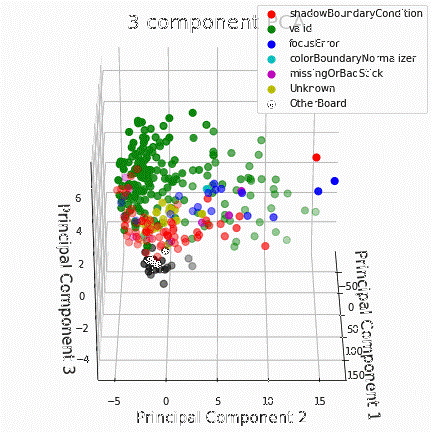 3 component PCA
shadowBoundaryCondition
valid
focusError
colorBoundaryNormalizer
missingOrBadStick
Unknown
OtherBoard
6
4
2
0
−2
−4
Principal Component 3
−50
0
50
100
150
Principal Component 1
−5
0
5
10
15
Principal Component 2